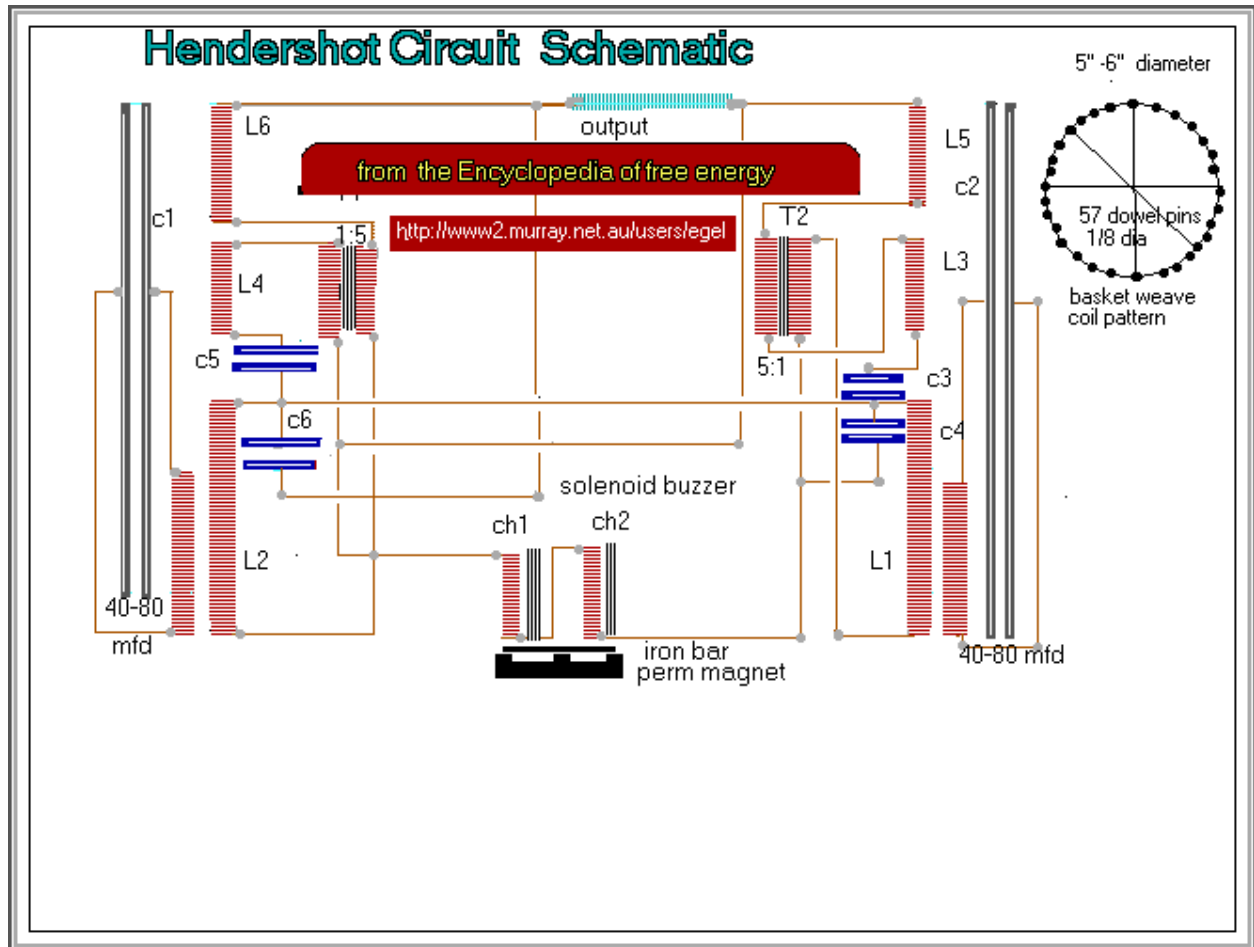 Hendershot Circuit Schematic
5" -6" diameter
L6
output
L5
from the Encyclopedia of free energy
c2
c1
57 dowel pins
1/8 dia
http://www2.murray.net.au/users/egel
T2
1:5
L4
L3
basket weave
coil pattern
c5
5:1
c3
c6
c4
solenoid buzzer
ch1
ch2
L2
L1
40-80
mfd
iron bar
perm magnet
40-80 mfd